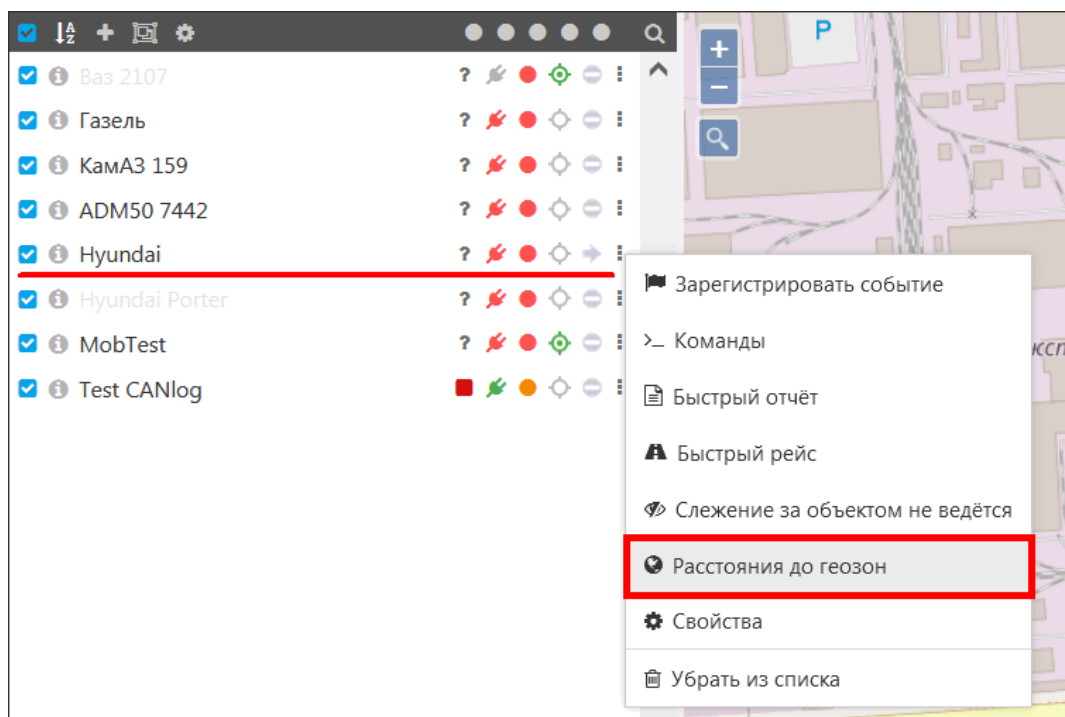 P
Ваз 2107 ?
Газель ?
КамАЗ 159 ?
ADM50 7442 ?
Hyundai ?
Hyundai Porter ?
MobTest ?
Test CANlog
Зарегистрировать событие
Команды
Быстрый отчёт
Быстрый рейс
Слежение за объектом не ведётся
Расстояния до геозон
Свойства
Убрать из списка